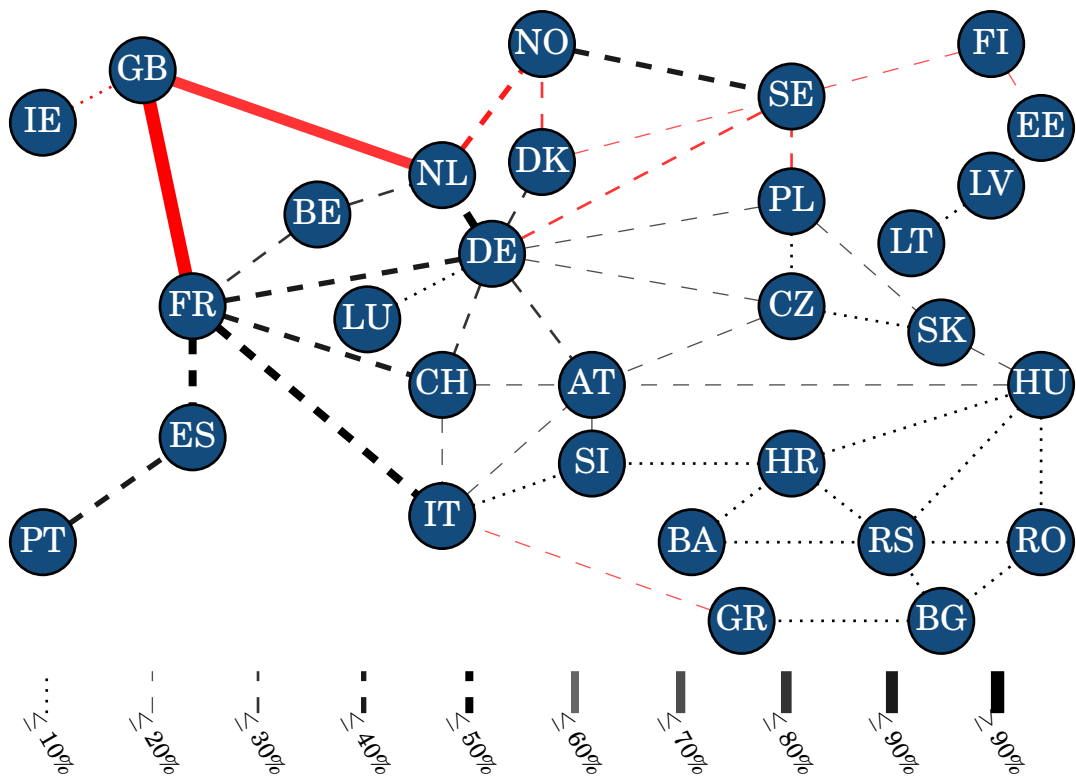 NO
FI
GB
SE
IE
EE
DK
NL
LV
PL
BE
LT
DE
FR
CZ
LU
SK
CH
AT
HU
ES
SI
HR
IT
PT
BA
RS
RO
GR
BG
≤ 10%
≤ 20%
≤ 30%
≤ 40%
≤ 50%
≤ 60%
≤ 70%
≤ 80%
≤ 90%
≥ 90%